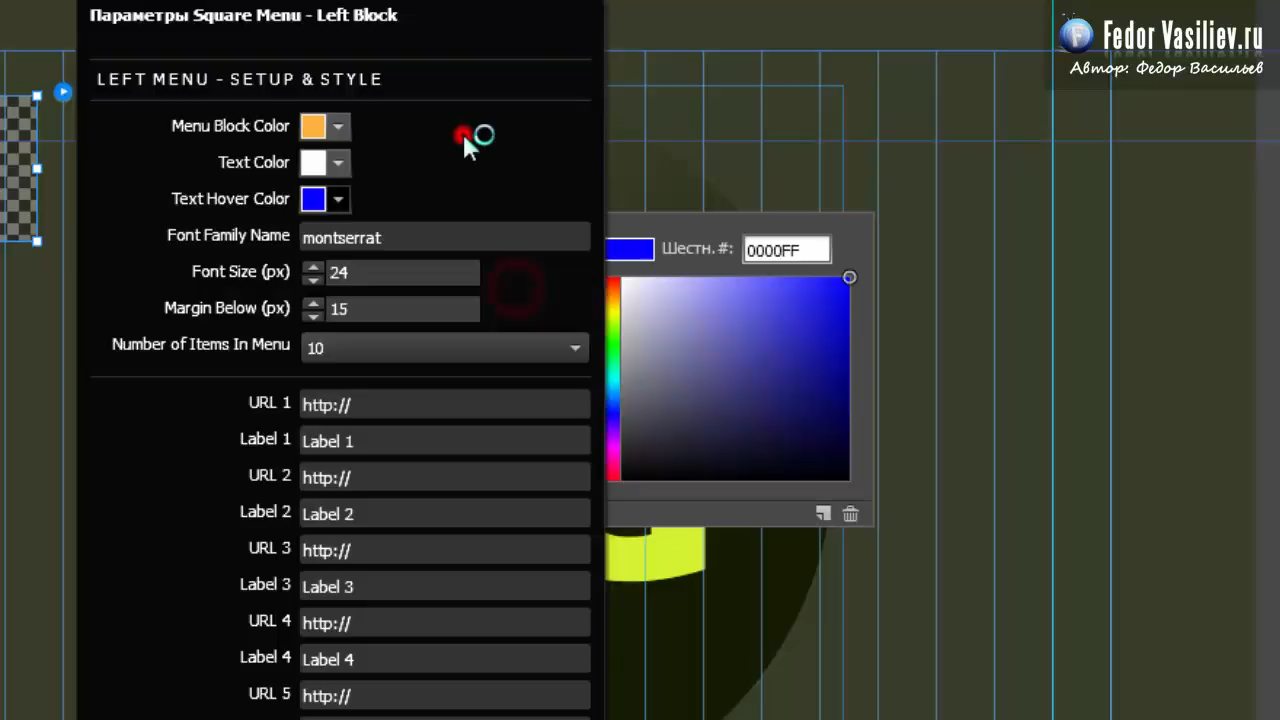 Параметры Square Menu - Left Block
Fedor Vasiliev.ru
Автор: Федор Васильев
LEFT MENU - SETUP & STYLE
Menu Block Color
Text Color
Text Hover Color
Шестн. #: 0000FF
Font Family Name montserrat
Font Size (px) 24
Margin Below (px) 15
Number of Items In Menu 10
URL 1 http://
Label 1 Label 1
URL 2 http://
Label 2 Label 2
URL 3 http://
Label 3 Label 3
URL 4 http://
Label 4 Label 4
URL 5 http://